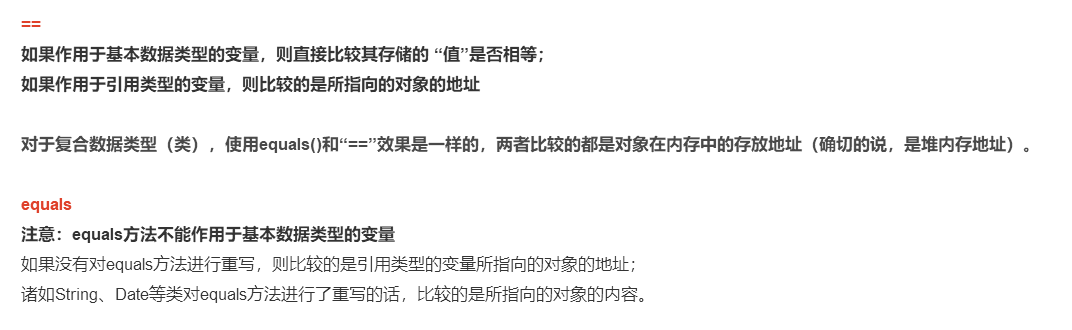 ==
如果作用于基本数据类型的变量，则直接比较其存储的 “值”是否相等；
如果作用于引用类型的变量，则比较的是所指向的对象的地址
对于复合数据类型（类），使用equals()和“==”效果是一样的，两者比较的都是对象在内存中的存放地址（确切的说，是堆内存地址）。
equals
注意：equals方法不能作用于基本数据类型的变量
如果没有对equals方法进行重写，则比较的是引用类型的变量所指向的对象的地址；
诸如String、Date等类对equals方法进行了重写的话，比较的是所指向的对象的内容。